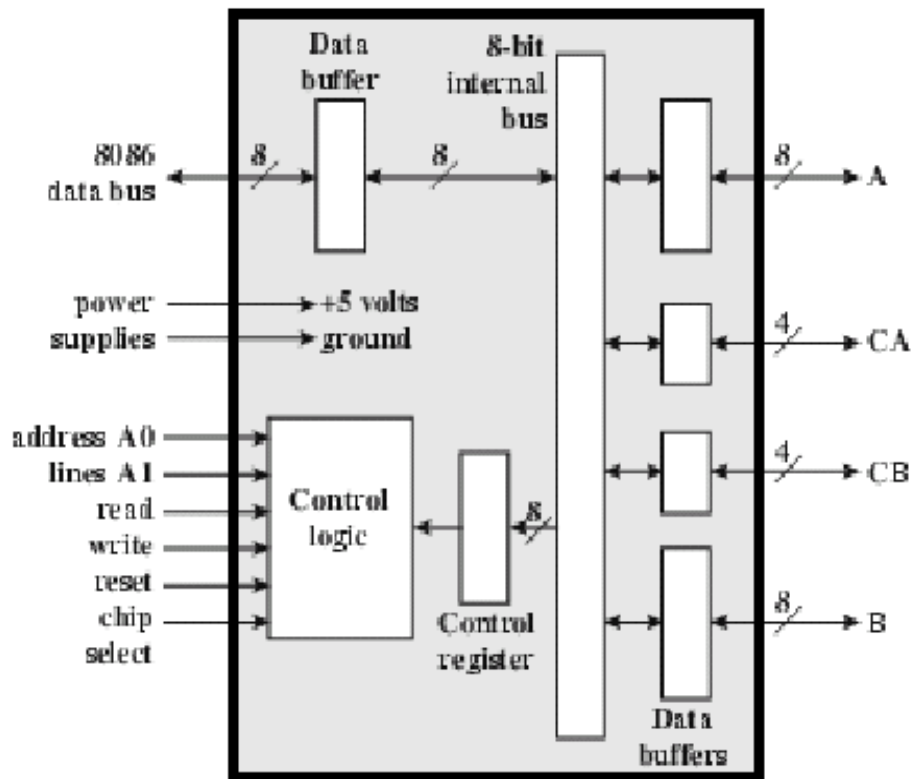 Data
buffer
8-bit
internal
bus
8086
data bus
8
8
8
A
power
supplies
+5 volts
ground
4
CA
address A0
lines A1
read
write
reset
chip
select
Control
logic
8
Control
register
4
CB
8
B
Data
buffers